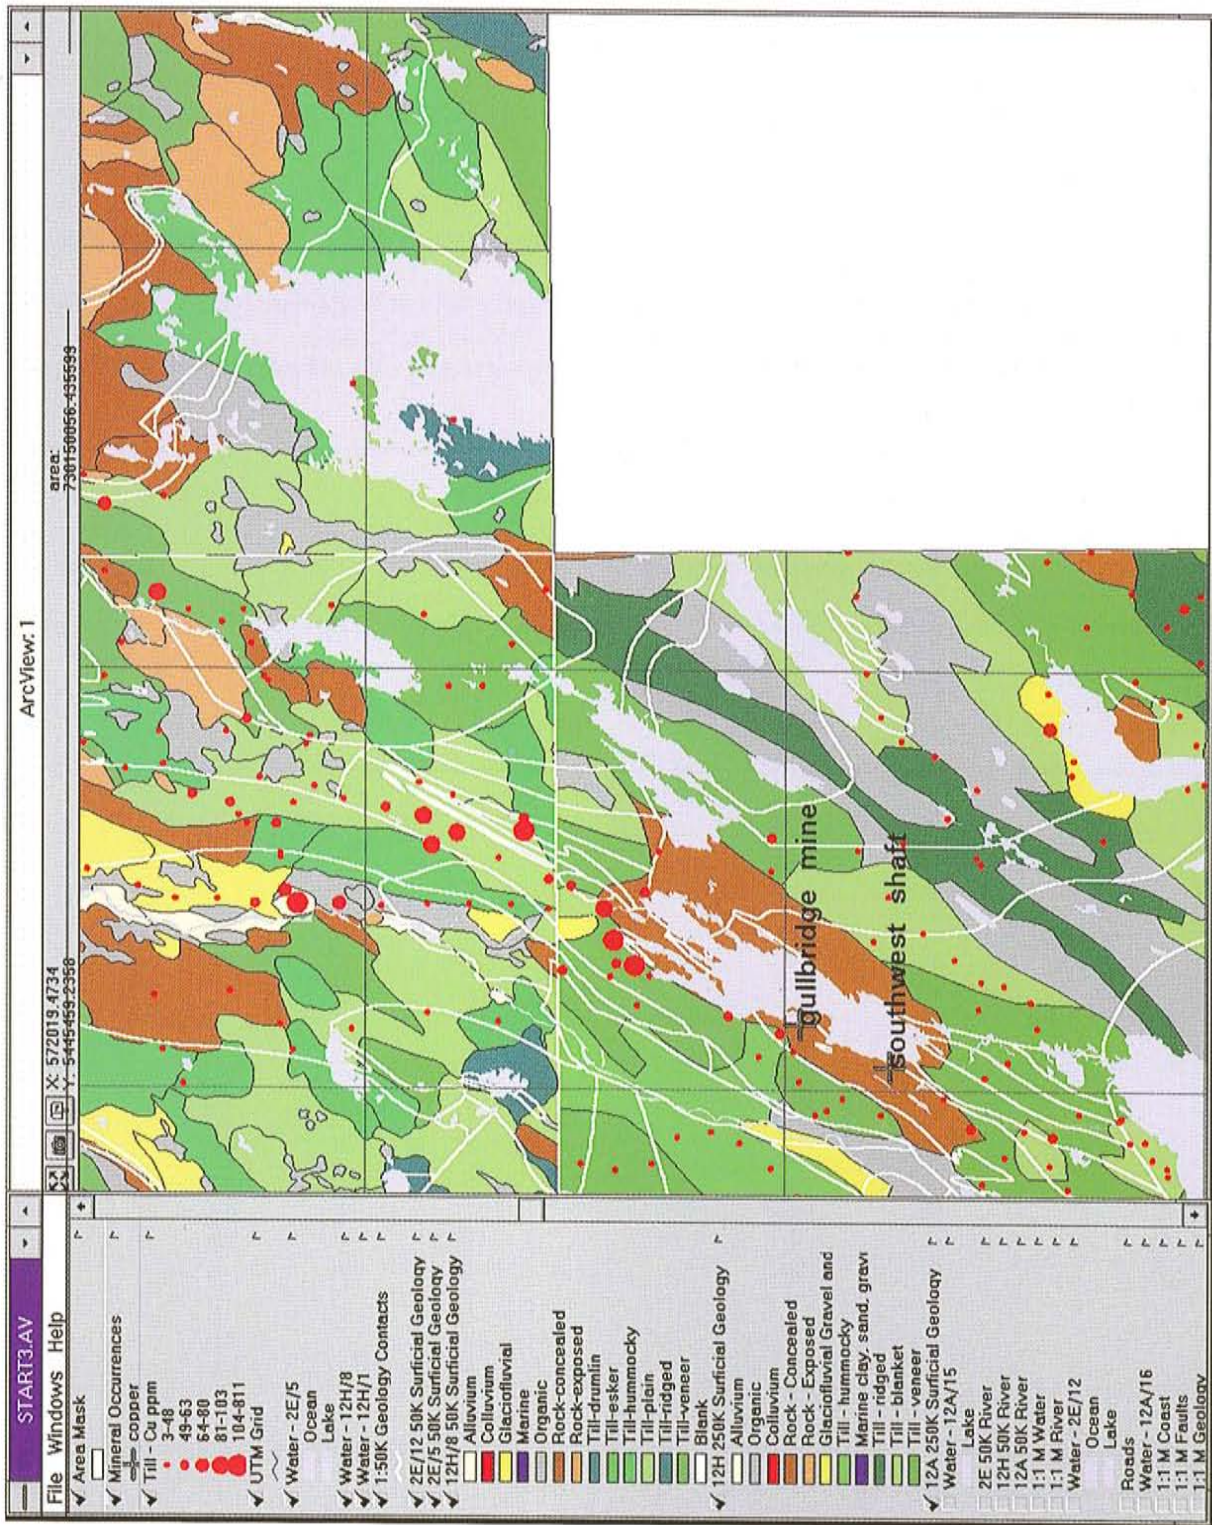 ArcView: 1
START3.AV
File Windows Help
X: 572019.4734
Y: 5445459.2358
area:
730150056.435599
Area Mask
Mineral Occurrences
copper
Till - Cu ppm
3-48
49-63
64-80
81-103
104-811
UTM Grid
Water - 2E/5
Ocean
Lake
Water - 12H/8
Water - 12H/1
1:50K Geology Contacts
2E/12 50K Surficial Geology
2E/5 50K Surficial Geology
12H/8 50K Surficial Geology
Alluvium
Colluvium
Glaciofluvial
Marine
Organic
Rock-concealed
Rock-exposed
Till-drumlin
Till-esker
Till-hummocky
Till-plain
Till-ridged
Till-veneer
Blank
12H 250K Surficial Geology
Alluvium
Organic
Colluvium
Rock - Concealed
Rock - Exposed
Glaciofluvial Gravel and
Till - hummocky
Marine clay, sand, grav
Till - ridged
Till - blanket
Till - veneer
12A 250K Surficial Geology
Water - 12A/15
Lake
2E 50K River
12H 50K River
12A 50K River
1:1 M Water
1:1 M River
Water - 2E/12
Ocean
Lake
Roads
Water - 12A/16
1:1 M Coast
1:1 M Faults
1:1 M Geology
gullbridge mine
southwest shaft